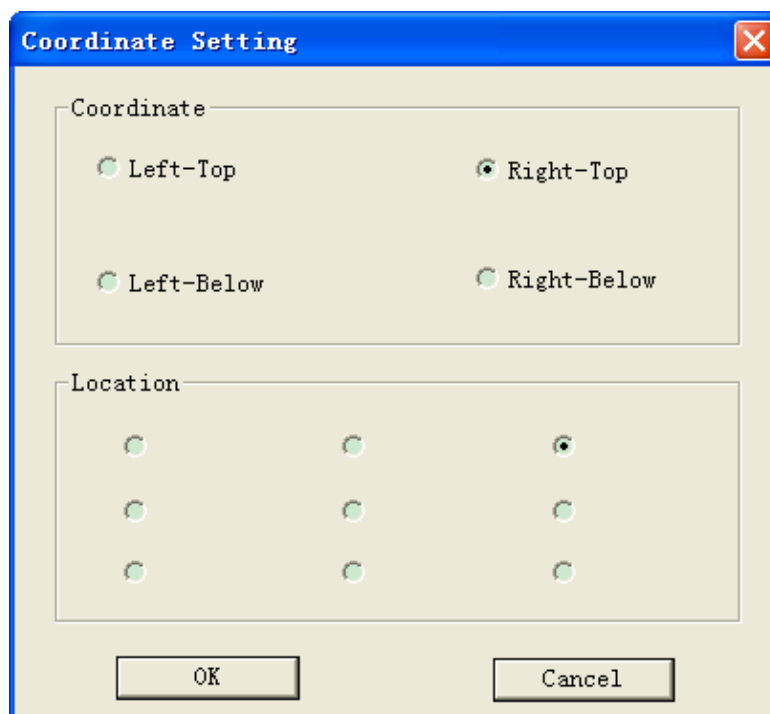 Coordinate Setting
Coordinate
Left-Top
Right-Top
Left-Below
Right-Below
Location
OK
Cancel